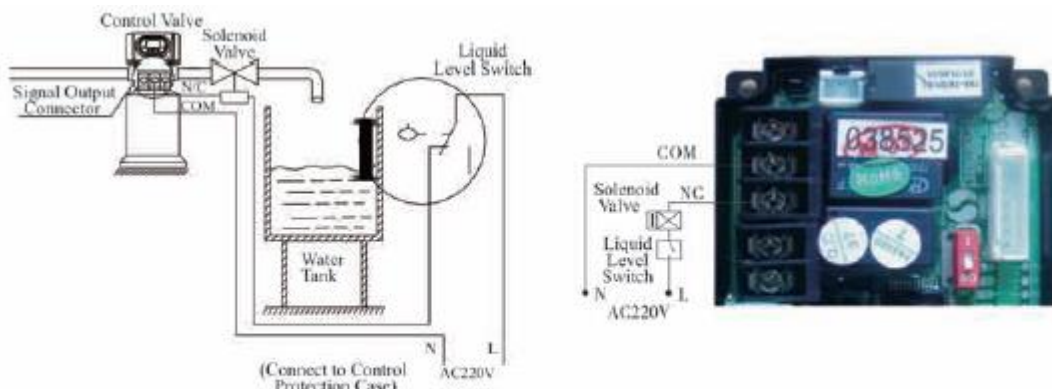 Control Valve
Solenoid
Valve
Liquid
Level Switch
N/C
Signal Output
Connector
COM
Water
Tank
N
L
AC220V
(Connect to Control
Protection Case)
COM
NC
Solenoid
Valve
Liquid
Level
Switch
N
L
AC220V
038525